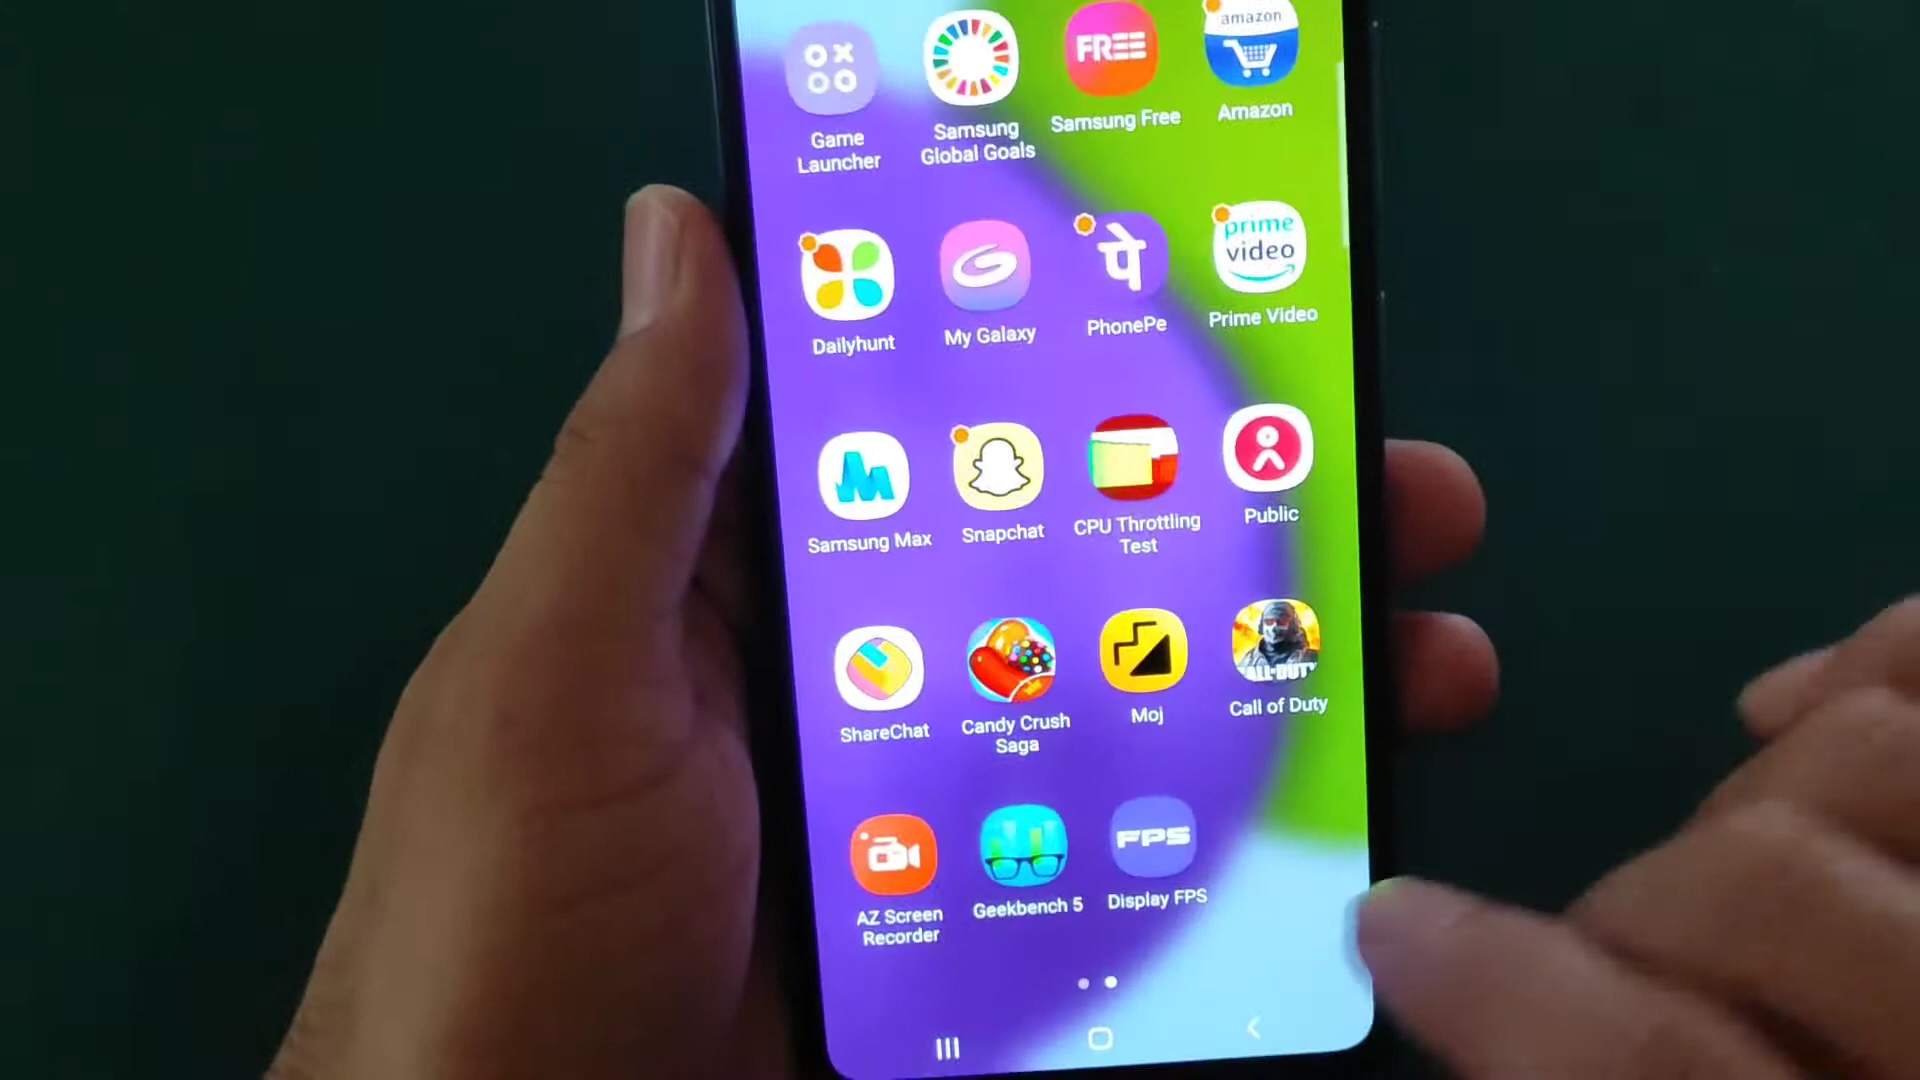 FREE
amazon
Game
Launcher
Samsung
Global Goals
Samsung Free
Amazon
पे
prime
video
Dailyhunt
My Galaxy
PhonePe
Prime Video
Samsung Max
Snapchat
CPU Throttling
Test
Public
ALL·DUTY
ShareChat
Candy Crush
Saga
Moj
Call of Duty
FPS
AZ Screen
Recorder
Geekbench 5
Display FPS